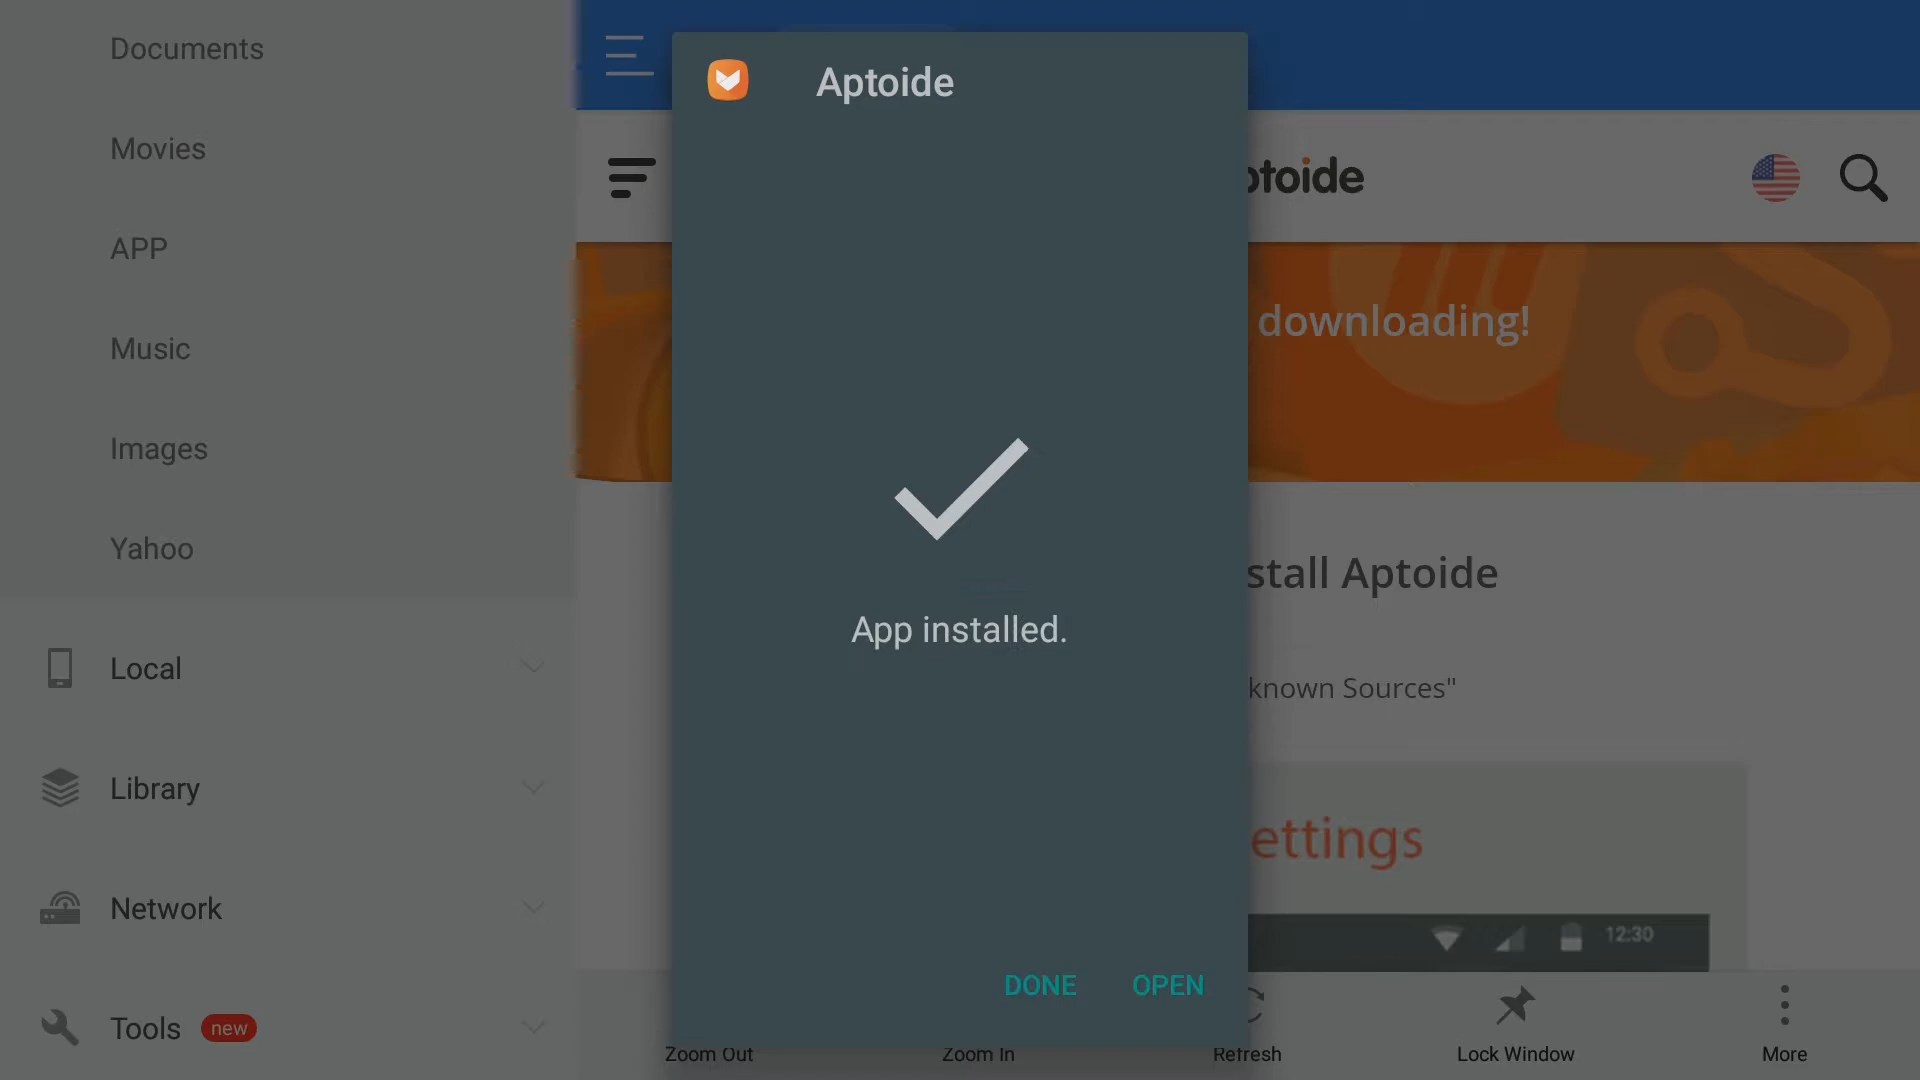 Documents
Movies
APP
Music
Images
Yahoo
Local
Library
Network
Tools new
Aptoide
App installed.
DONE OPEN
ptoide
downloading!
stall Aptoide
known Sources"
ettings
12:30
Zoom Out Zoom In Refresh Lock Window More